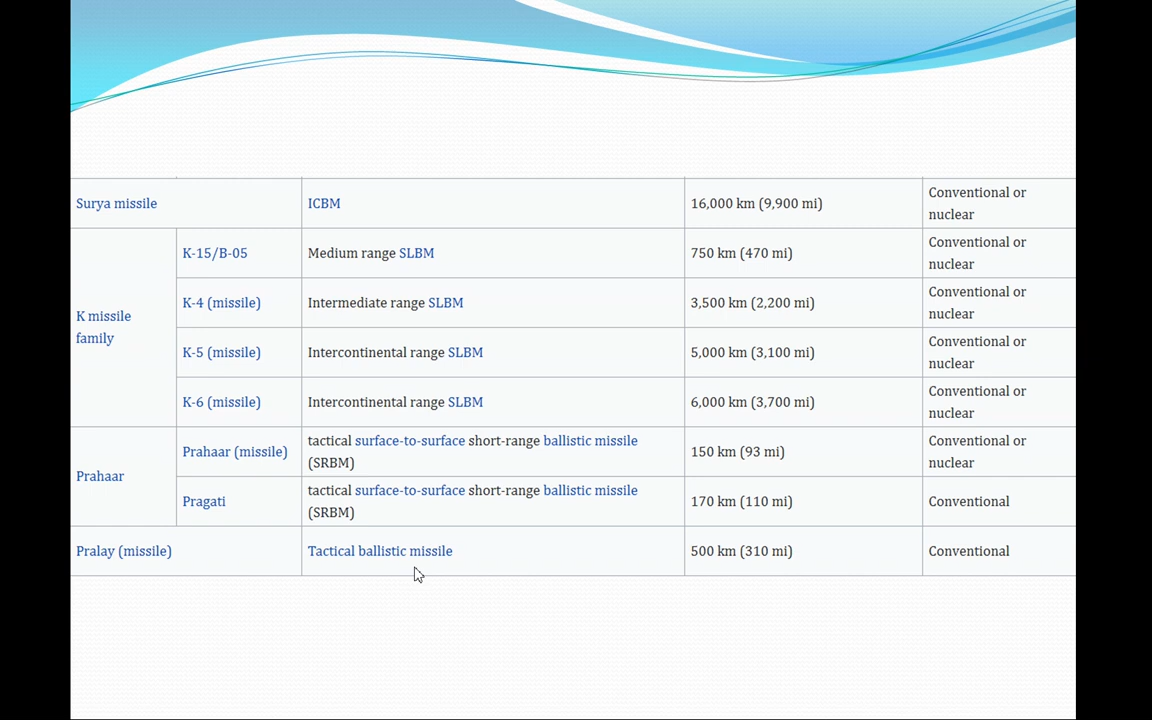 Surya missile
ICBM
16,000 km (9,900 mi)
Conventional or
nuclear
K missile
family
K-15/B-05
Medium range SLBM
750 km (470 mi)
Conventional or
nuclear
K-4 (missile)
Intermediate range SLBM
3,500 km (2,200 mi)
Conventional or
nuclear
K-5 (missile)
Intercontinental range SLBM
5,000 km (3,100 mi)
Conventional or
nuclear
K-6 (missile)
Intercontinental range SLBM
6,000 km (3,700 mi)
Conventional or
nuclear
Prahaar
Prahaar (missile)
tactical surface-to-surface short-range ballistic missile
(SRBM)
150 km (93 mi)
Conventional or
nuclear
Pragati
tactical surface-to-surface short-range ballistic missile
(SRBM)
170 km (110 mi)
Conventional
Pralay (missile)
Tactical ballistic missile
500 km (310 mi)
Conventional